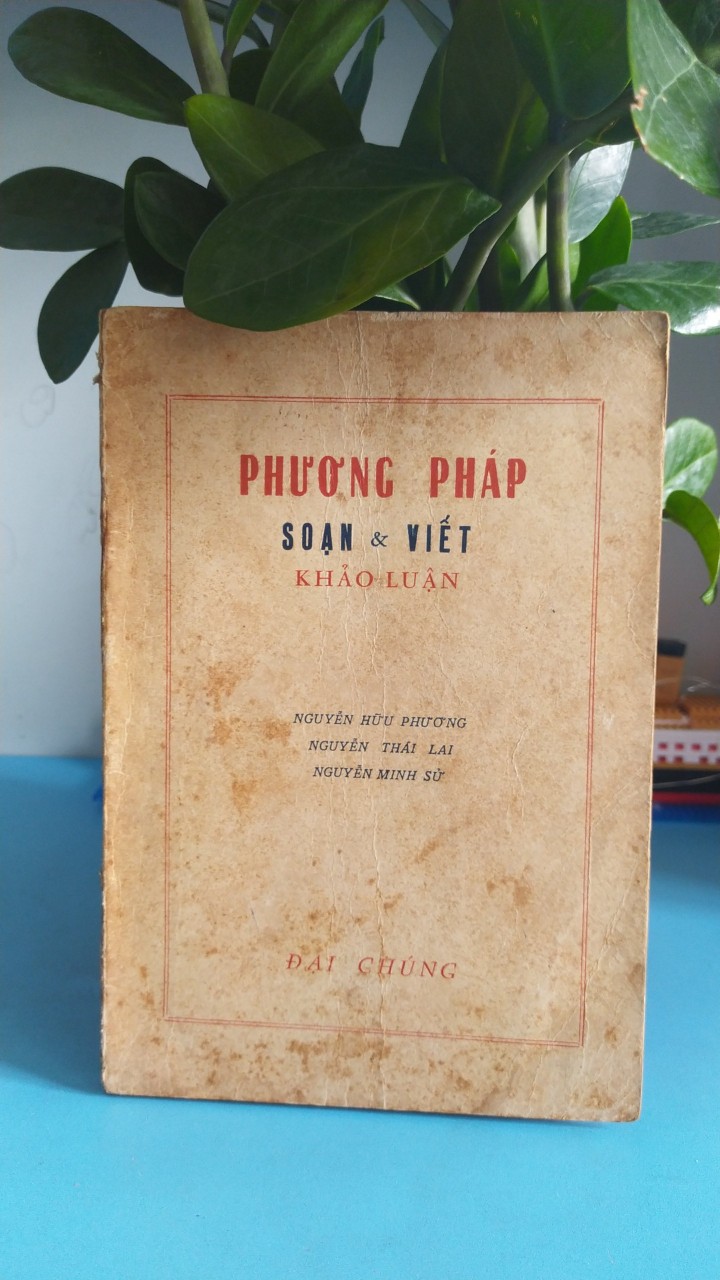 PHƯƠNG PHÁP
SOẠN & VIẾT
KHẢO LUẬN
NGUYỄN HỮU PHƯƠNG
NGUYỄN THÁI LAI
NGUYỄN MINH SỬ
ĐẠI CHÚNG